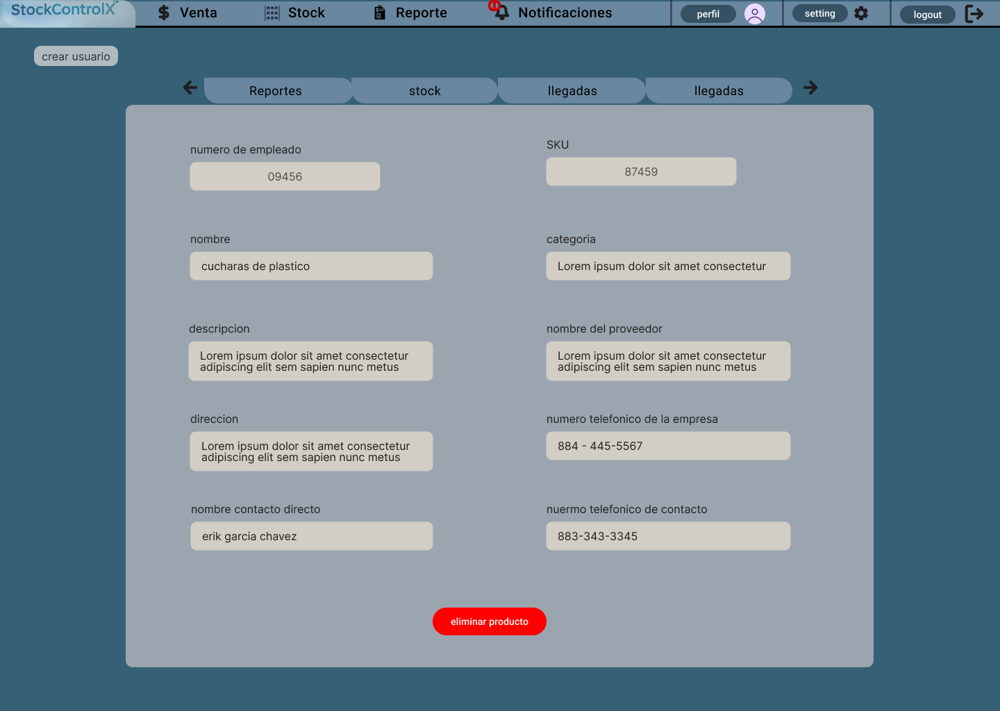 StockControlX
Venta
Stock
Reporte
0
Notificaciones
perfil
setting
logout
crear usuario
Reportes
stock
llegadas
llegadas
numero de empleado
09456
SKU
87459
nombre
cucharas de plastico
categoria
Lorem ipsum dolor sit amet consectetur
descripcion
Lorem ipsum dolor sit amet consectetur
adipiscing elit sem sapien nunc metus
nombre del proveedor
Lorem ipsum dolor sit amet consectetur
adipiscing elit sem sapien nunc metus
direccion
Lorem ipsum dolor sit amet consectetur
adipiscing elit sem sapien nunc metus
numero telefonico de la empresa
884 - 445-5567
nombre contacto directo
erik garcia chavez
nuermo telefonico de contacto
883-343-3345
eliminar producto